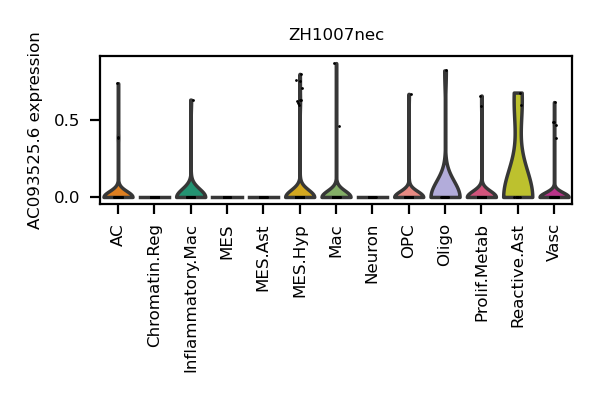 ZH1007nec
AC093525.6 expression
0.5
0.0
AC
Chromatin.Reg
Inflammatory.Mac
MES
MES.Ast
MES.Hyp
Mac
Neuron
OPC
Oligo
Prolif.Metab
Reactive.Ast
Vasc